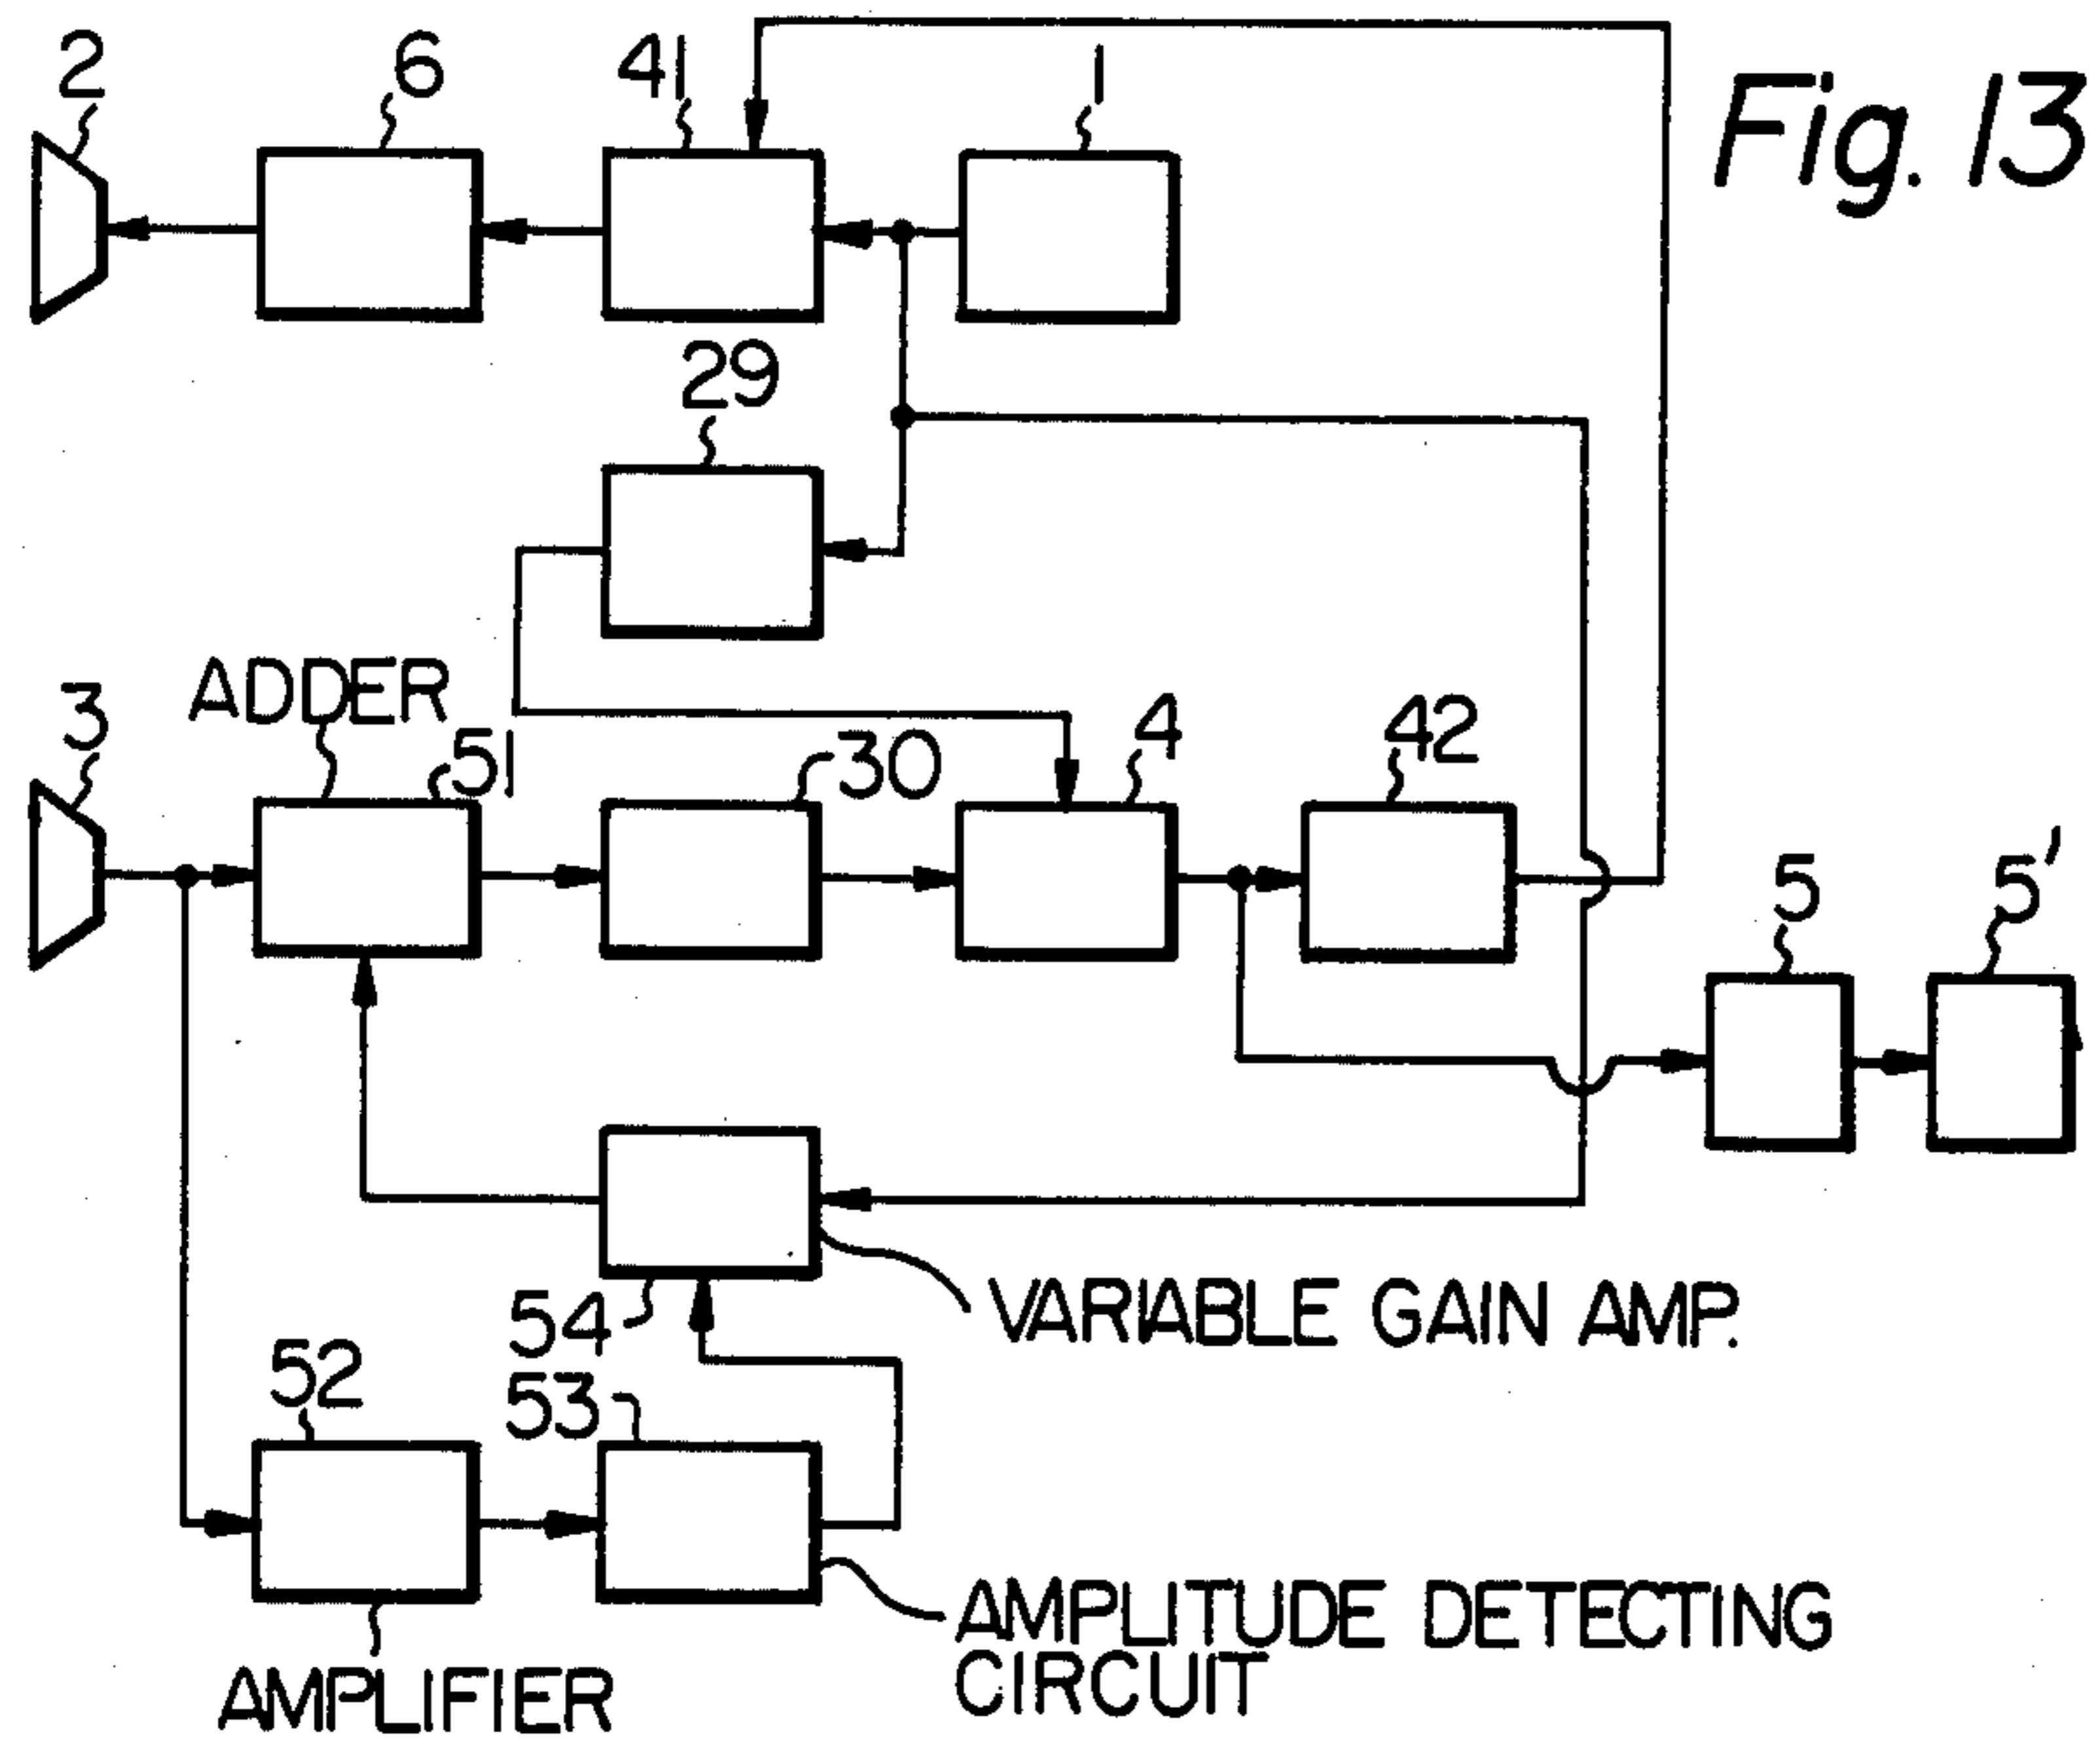 Fig. 13
2
6
41
1
29
ADDER
3
51
30
4
42
5
5'
54
VARIABLE GAIN AMP.
52
53
AMPLITUDE DETECTING
CIRCUIT
AMPLIFIER